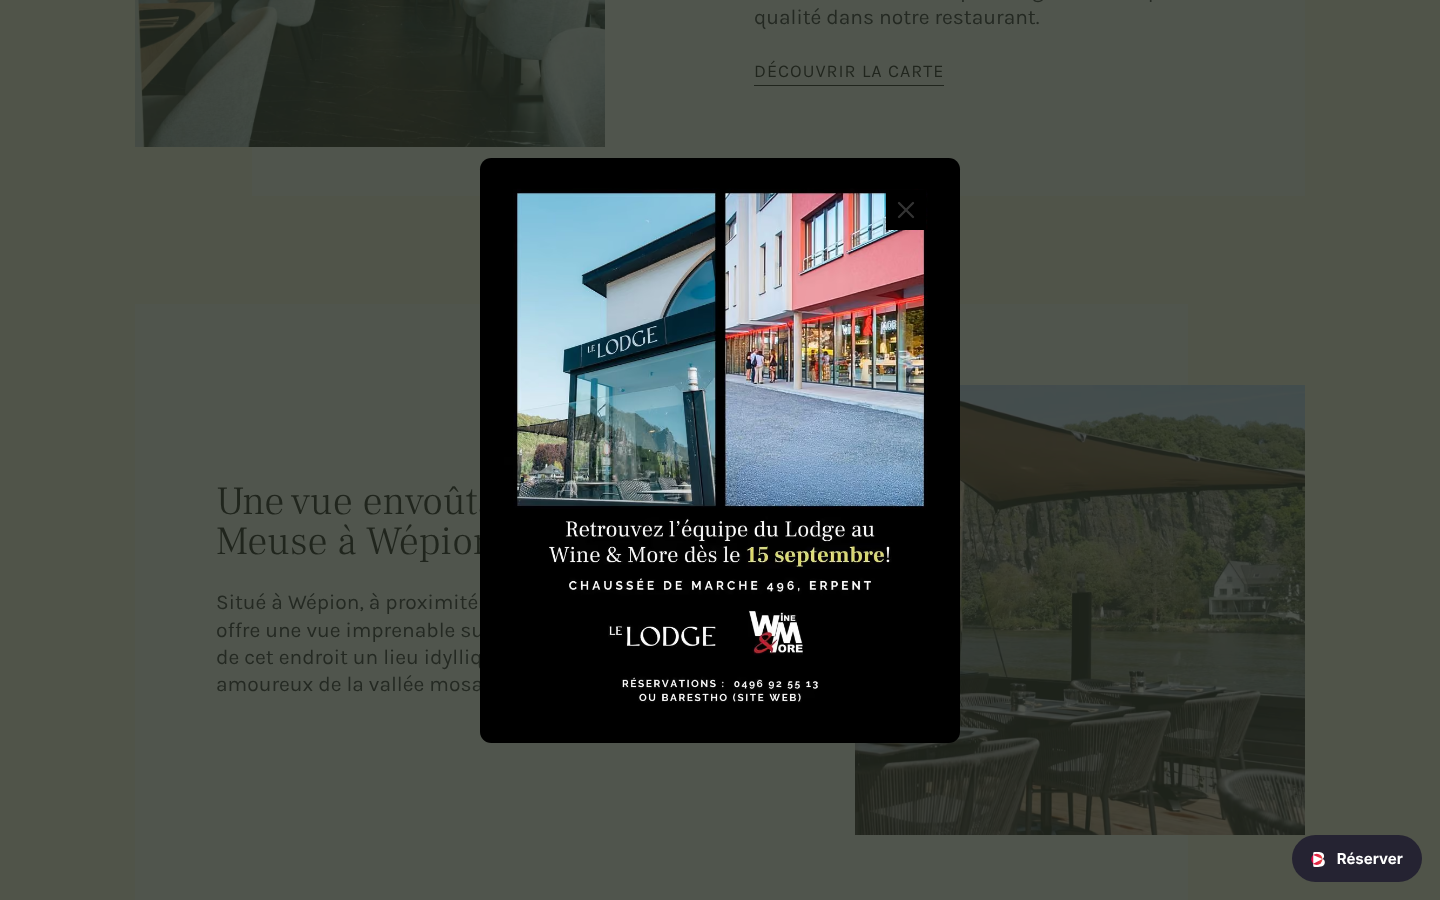 qualité dans notre restaurant.
DÉCOUVRIR LA CARTE
LE LODGE
Retrouvez l'équipe du Lodge au
Wine & More dès le 15 septembre!
CHAUSSÉE DE MARCHE 496, ERPENT
LE LODGE
WINE & MORE
RÉSERVATIONS : 0496 92 55 13
OU BARESTHO (SITE WEB)
Une vue envoût
Meuse à Wépion
Situé à Wépion, à proximité
offre une vue imprenable su
de cet endroit un lieu idylliq
amoureux de la vallée mosa
Réserver